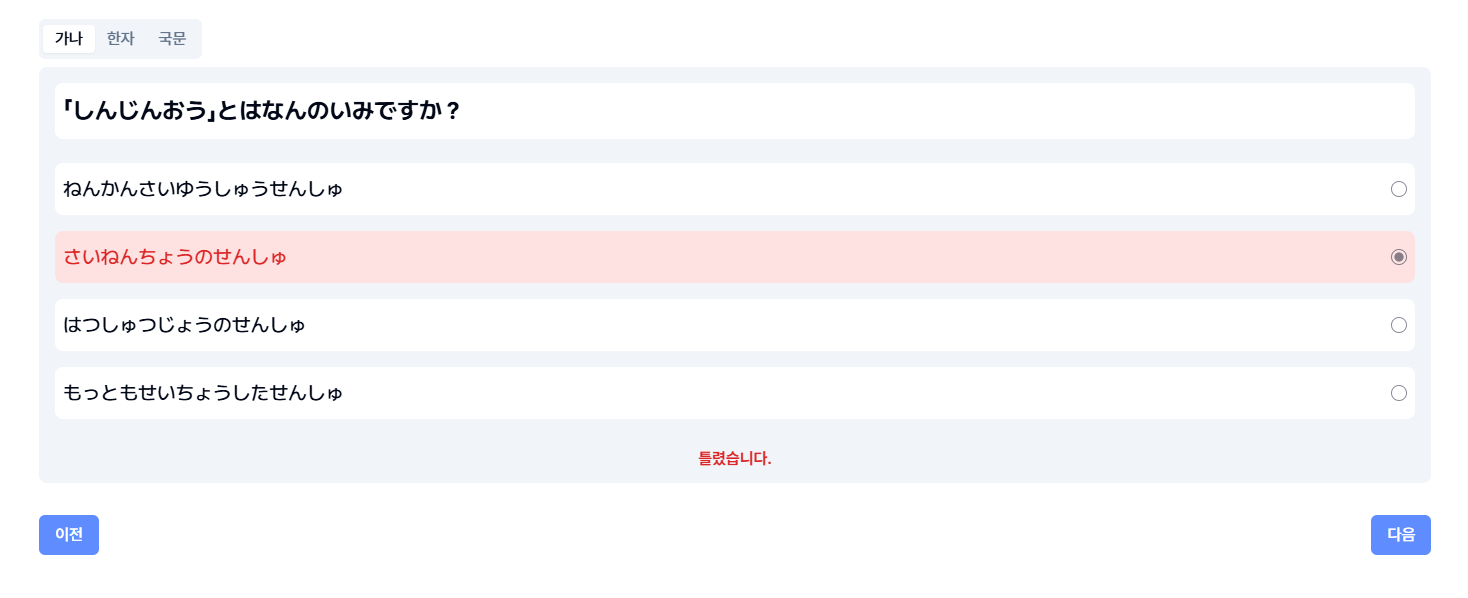 가나 한자 국문
「しんじんおう」とはなんのいみですか？
ねんかんさいゆうしゅうせんしゅ
さいねんちょうのせんしゅ
はつしゅつじょうのせんしゅ
もっともせいちょうしたせんしゅ
틀렸습니다.
이전 다음